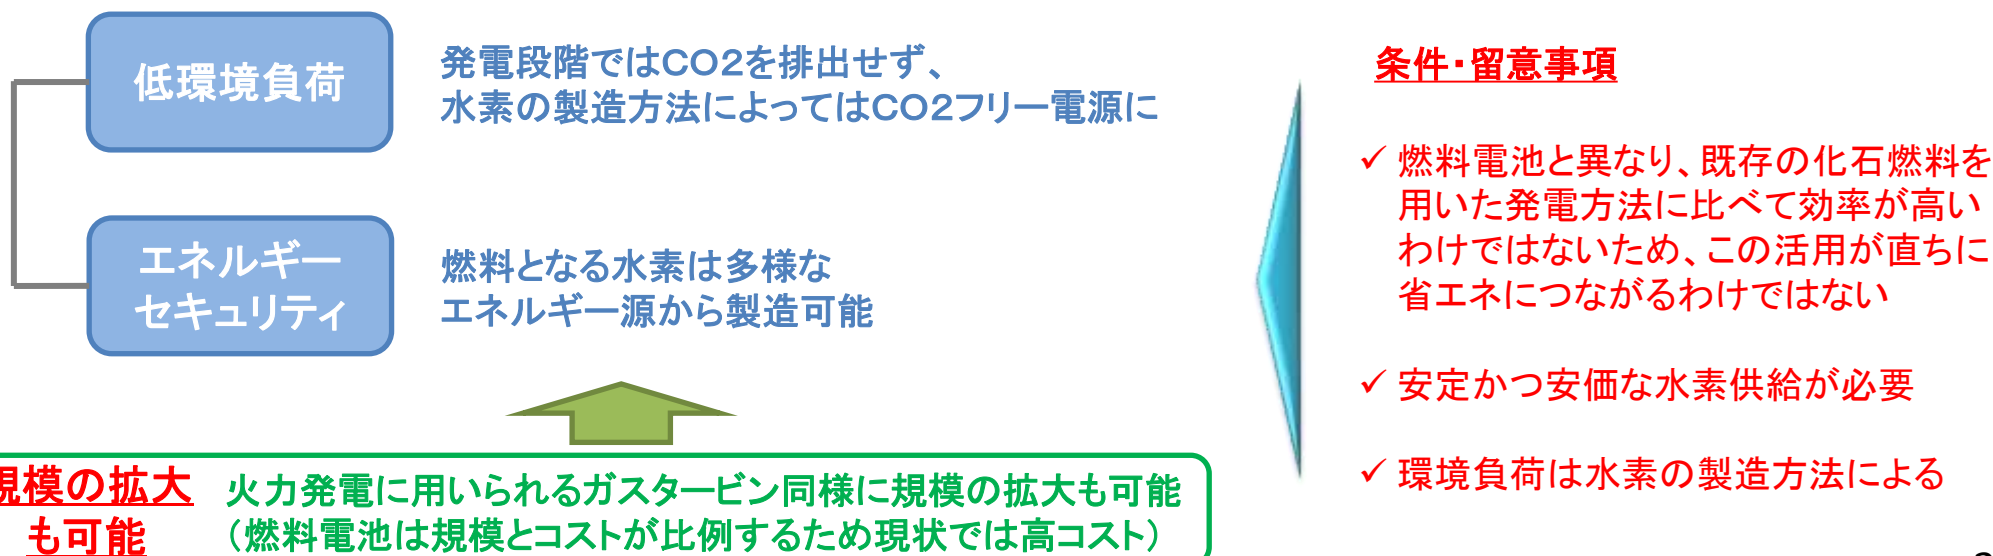 低環境負荷
発電段階ではCO2を排出せず、
水素の製造方法によってはCO2フリー電源に
エネルギー
セキュリティ
燃料となる水素は多様な
エネルギー源から製造可能
規模の拡大
も可能
火力発電に用いられるガスタービン同様に規模の拡大も可能
（燃料電池は規模とコストが比例するため現状では高コスト）
条件・留意事項
✓ 燃料電池と異なり、既存の化石燃料を
用いた発電方法に比べて効率が高い
わけではないため、この活用が直ちに
省エネにつながるわけではない
✓ 安定かつ安価な水素供給が必要
✓ 環境負荷は水素の製造方法による